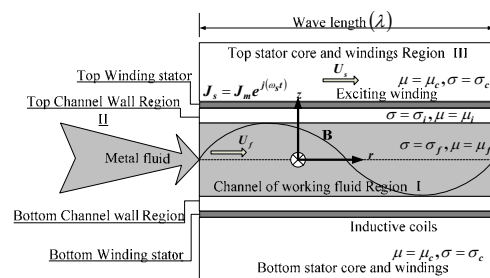 Wave length(λ)
Top stator core and windings Region III
Top Winding stator
J_s = J_m e^{j(ω_s t)}
U_s
μ = μ_c, σ = σ_c
z
Exciting winding
Top Channel Wall Region
II
σ = σ_i, μ = μ_i
B
Metal fluid
U_f
σ = σ_f, μ = μ_f
r
Channel of working fluid Region I
Bottom Channel wall Region
Inductive coils
Bottom Winding stator
μ = μ_c, σ = σ_c
Bottom stator core and windings